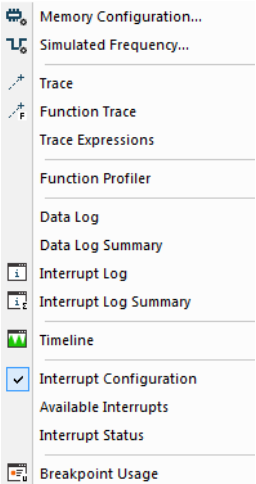 Memory Configuration...
Simulated Frequency...
Trace
Function Trace
Trace Expressions
Function Profiler
Data Log
Data Log Summary
Interrupt Log
Interrupt Log Summary
Timeline
Interrupt Configuration
Available Interrupts
Interrupt Status
Breakpoint Usage